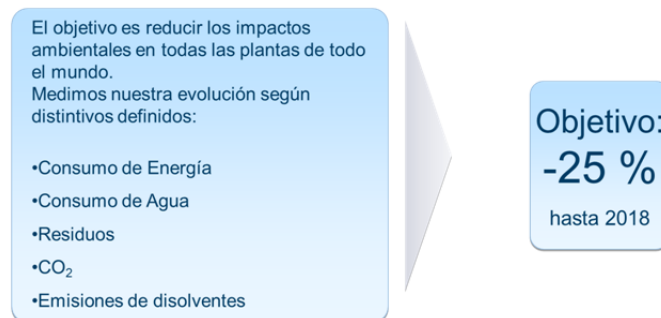 El objetivo es reducir los impactos
ambientales en todas las plantas de todo
el mundo.
Medimos nuestra evolución según
distintivos definidos:
•Consumo de Energía
•Consumo de Agua
•Residuos
•CO₂
•Emisiones de disolventes
Objetivo:
-25 %
hasta 2018